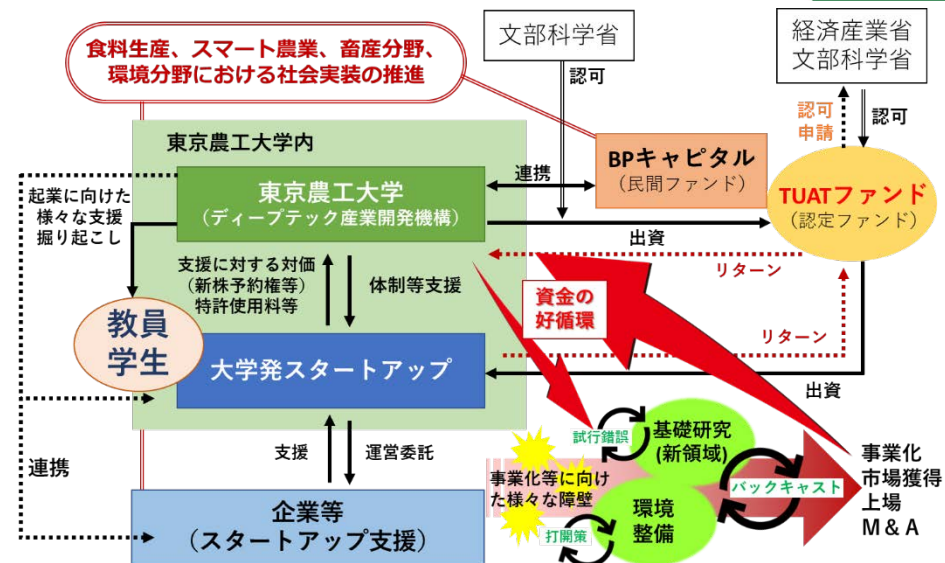 食料生産、スマート農業、畜産分野、
環境分野における社会実装の推進
文部科学省
認可
経済産業省
文部科学省
認可
申請
認可
東京農工大学内
東京農工大学
（ディープテック産業開発機構）
連携
BPキャピタル
（民間ファンド）
TUATファンド
（認定ファンド）
起業に向けた
様々な支援
掘り起こし
出資
リターン
支援に対する対価
（新株予約権等）
特許使用料等
体制等支援
資金の
好循環
教員
学生
大学発スタートアップ
リターン
出資
連携
支援
運営委託
企業等
（スタートアップ支援）
事業化等に向け
た様々な障壁
試行錯誤
基礎研究
(新領域)
環境
整備
打開策
バックキャスト
事業化
市場獲得
上場
M＆A